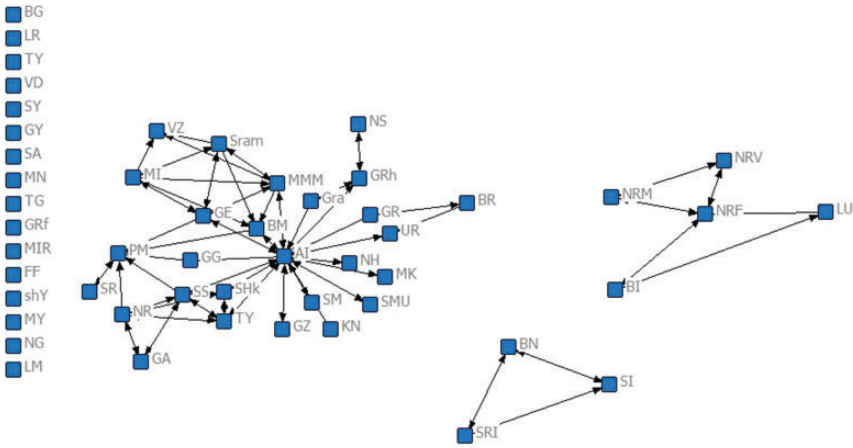 BG
LR
TY
VD
SY
GY
SA
MN
TG
GRf
MIR
FF
shY
MY
NG
LM
VZ
Sram
NS
MI
MMM
GRh
Gra
GE
GR
BR
BM
UR
PM
GG
AI
NH
MK
SR
SS
SHk
SM
SMU
NR
TY
GZ
KN
GA
NRV
NRM
NRF
LU
BI
BN
SI
SRI